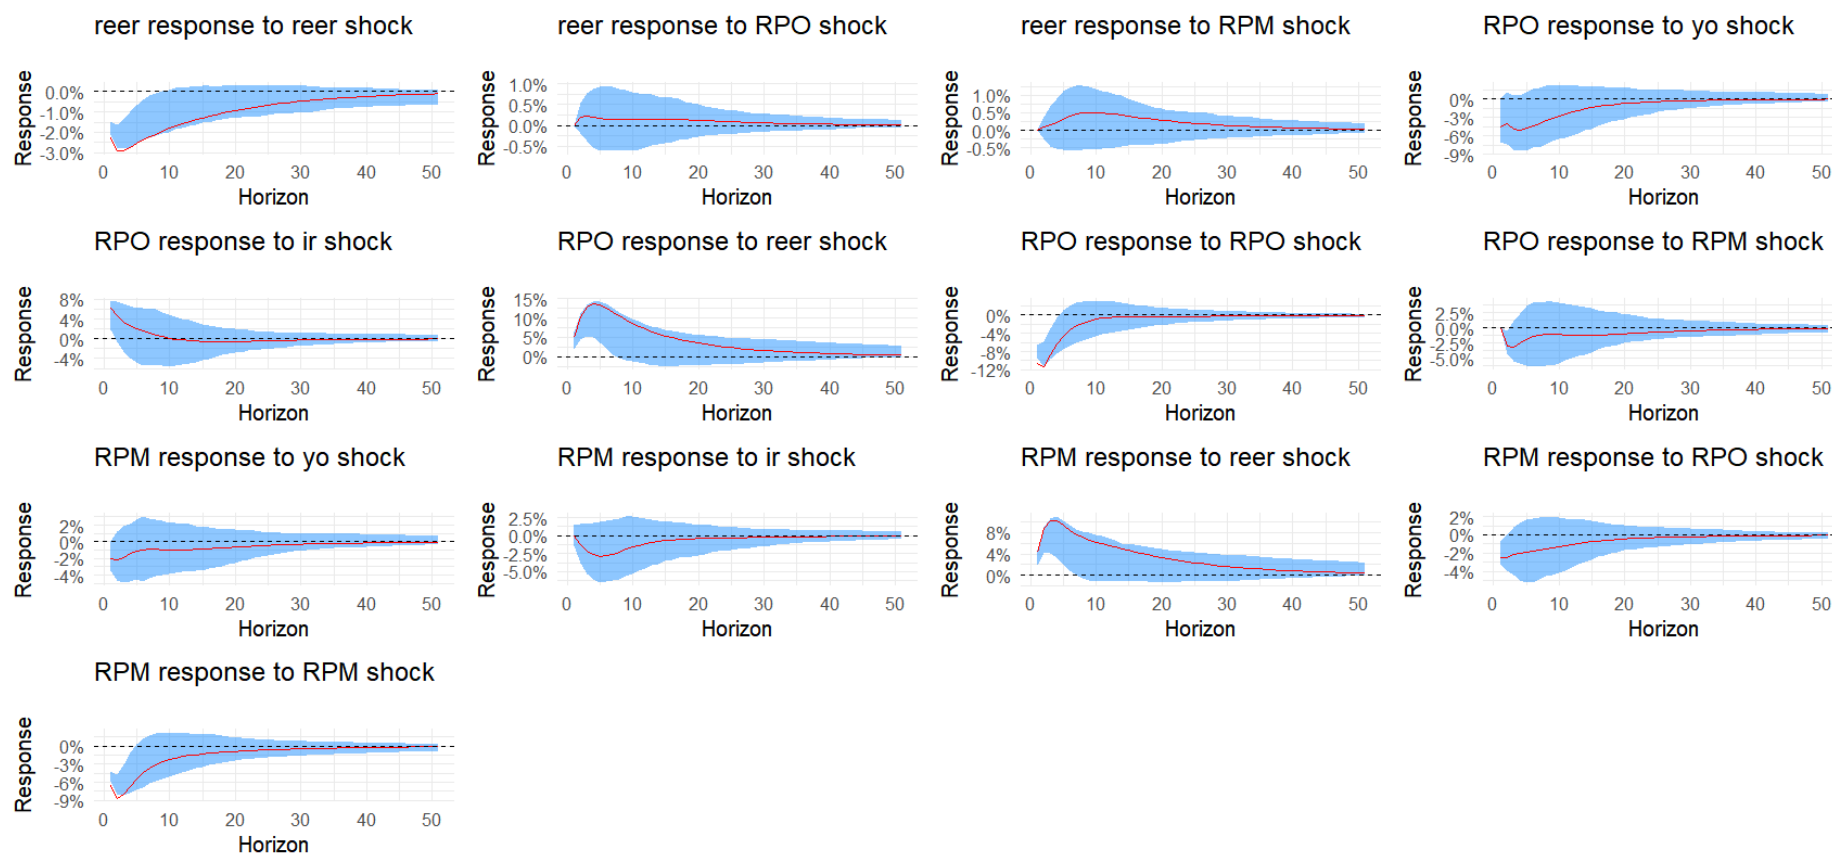 reer response to reer shock
Response
0.0%
-1.0%
-2.0%
-3.0%
0 10 20 30 40 50
Horizon
reer response to RPO shock
Response
1.0%
0.5%
0.0%
-0.5%
0 10 20 30 40 50
Horizon
reer response to RPM shock
Response
1.0%
0.5%
0.0%
-0.5%
0 10 20 30 40 50
Horizon
RPO response to yo shock
Response
0%
-3%
-6%
-9%
0 10 20 30 40 50
Horizon
RPO response to ir shock
Response
8%
4%
0%
-4%
0 10 20 30 40 50
Horizon
RPO response to reer shock
Response
15%
10%
5%
0%
0 10 20 30 40 50
Horizon
RPO response to RPO shock
Response
0%
-4%
-8%
-12%
0 10 20 30 40 50
Horizon
RPO response to RPM shock
Response
2.5%
0.0%
-2.5%
-5.0%
0 10 20 30 40 50
Horizon
RPM response to yo shock
Response
2%
0%
-2%
-4%
0 10 20 30 40 50
Horizon
RPM response to ir shock
Response
2.5%
0.0%
-2.5%
-5.0%
0 10 20 30 40 50
Horizon
RPM response to reer shock
Response
8%
4%
0%
0 10 20 30 40 50
Horizon
RPM response to RPO shock
Response
2%
0%
-2%
-4%
0 10 20 30 40 50
Horizon
RPM response to RPM shock
Response
0%
-3%
-6%
-9%
0 10 20 30 40 50
Horizon